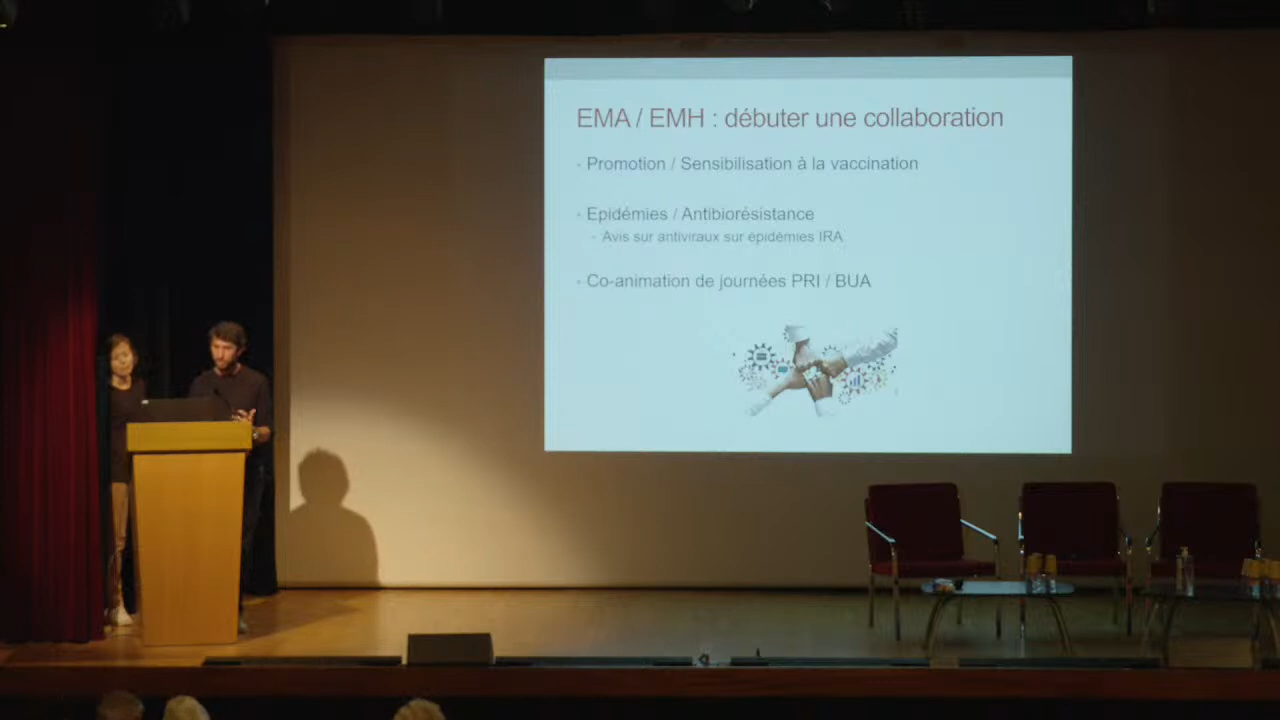 EMA / EMH : débuter une collaboration
- Promotion / Sensibilisation à la vaccination
- Epidémies / Antibiorésistance
- Avis sur antiviraux sur épidémies IRA
- Co-animation de journées PRI / BUA